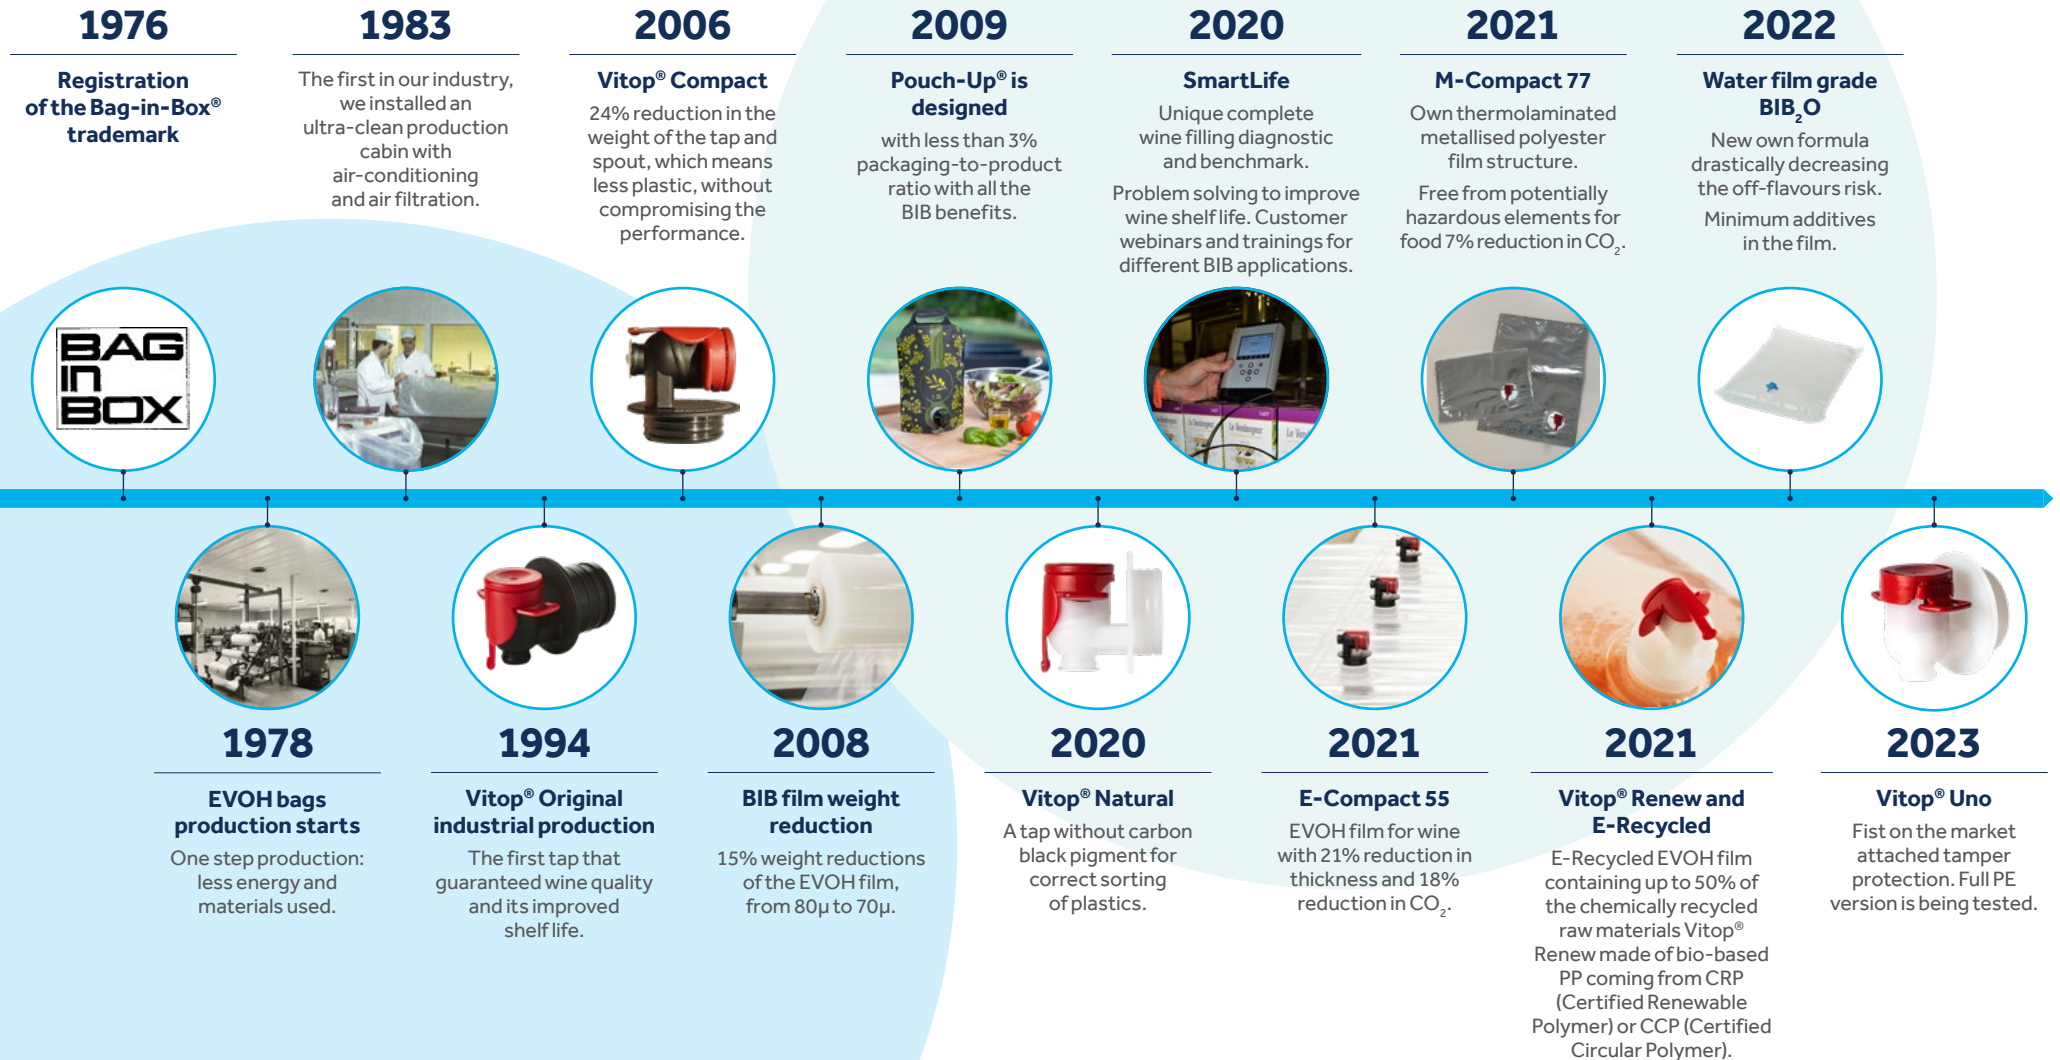 1976
Registration
of the Bag-in-Box®
trademark
1983
The first in our industry,
we installed an
ultra-clean production
cabin with
air-conditioning
and air filtration.
2006
Vitop® Compact
24% reduction in the
weight of the tap and
spout, which means
less plastic, without
compromising the
performance.
2009
Pouch-Up® is
designed
with less than 3%
packaging-to-product
ratio with all the
BIB benefits.
2020
SmartLife
Unique complete
wine filling diagnostic
and benchmark.
Problem solving to improve
wine shelf life. Customer
webinars and trainings for
different BIB applications.
2021
M-Compact 77
Own thermolaminated
metallised polyester
film structure.
Free from potentially
hazardous elements for
food 7% reduction in CO₂.
2022
Water film grade
BIB₂O
New own formula
drastically decreasing
the off-flavours risk.
Minimum additives
in the film.
BAG
in
BOX
Le Vendangeur
1978
EVOH bags
production starts
One step production:
less energy and
materials used.
1994
Vitop® Original
industrial production
The first tap that
guaranteed wine quality
and its improved
shelf life.
2008
BIB film weight
reduction
15% weight reductions
of the EVOH film,
from 80µ to 70µ.
2020
Vitop® Natural
A tap without carbon
black pigment for
correct sorting
of plastics.
2021
E-Compact 55
EVOH film for wine
with 21% reduction in
thickness and 18%
reduction in CO₂.
2021
Vitop® Renew and
E-Recycled
E-Recycled EVOH film
containing up to 50% of
the chemically recycled
raw materials Vitop®
Renew made of bio-based
PP coming from CRP
(Certified Renewable
Polymer) or CCP (Certified
Circular Polymer).
2023
Vitop® Uno
Fist on the market
attached tamper
protection. Full PE
version is being tested.